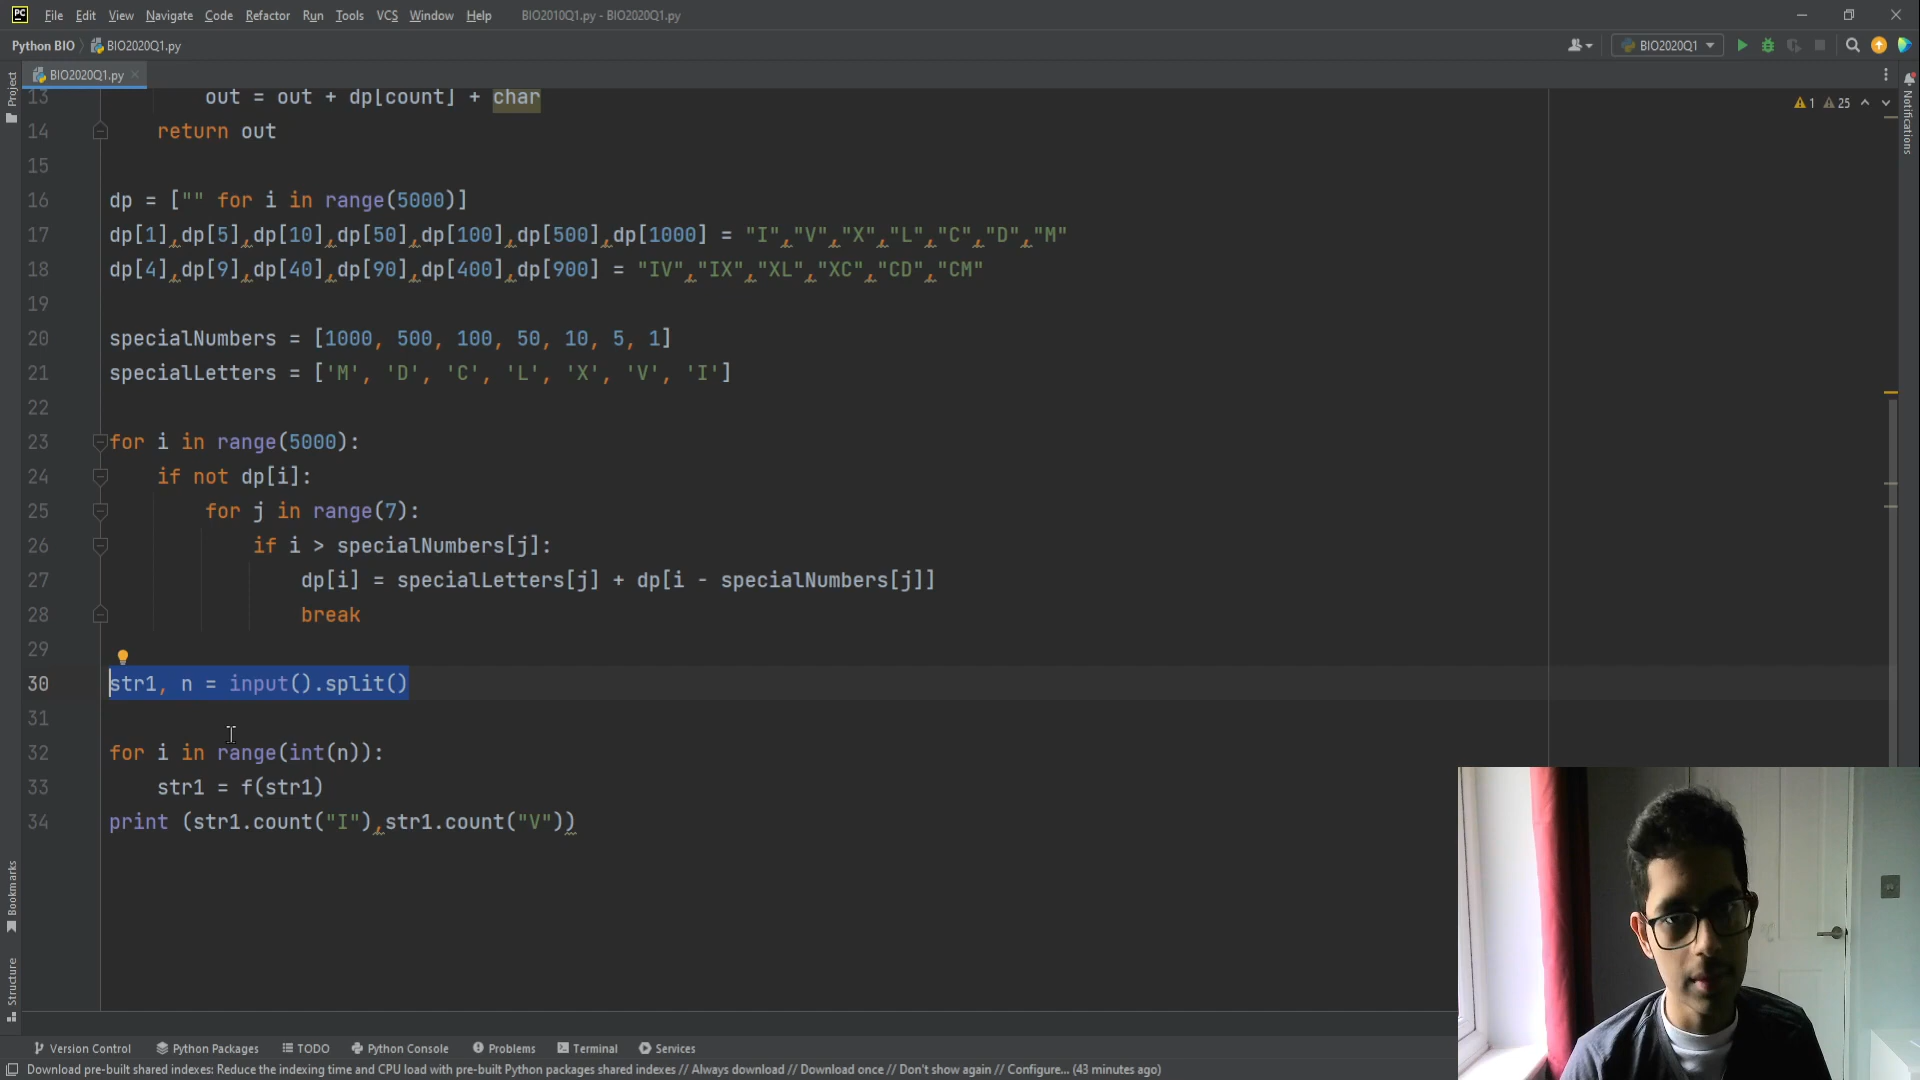 File Edit View Navigate Code Refactor Run Tools VCS Window Help BIO2010Q1.py - BIO2020Q1.py
Python BIO BIO2020Q1.py BIO2020Q1
Project BIO2020Q1.py
13 out = out + dp[count] + char
1 25
Notifications
14 return out
15
16 dp = ["" for i in range(5000)]
17 dp[1],dp[5],dp[10],dp[50],dp[100],dp[500],dp[1000] = "I","V","X","L","C","D","M"
18 dp[4],dp[9],dp[40],dp[90],dp[400],dp[900] = "IV","IX","XL","XC","CD","CM"
19
20 specialNumbers = [1000, 500, 100, 50, 10, 5, 1]
21 specialLetters = ['M', 'D', 'C', 'L', 'X', 'V', 'I']
22
23 for i in range(5000):
24 if not dp[i]:
25 for j in range(7):
26 if i > specialNumbers[j]:
27 dp[i] = specialLetters[j] + dp[i - specialNumbers[j]]
28 break
29
30 str1, n = input().split()
31
32 for i in range(int(n)):
33 str1 = f(str1)
34 print (str1.count("I"),str1.count("V"))
Bookmarks
Structure
Version Control Python Packages TODO Python Console Problems Terminal Services
Download pre-built shared indexes: Reduce the indexing time and CPU load with pre-built Python packages shared indexes // Always download // Download once // Don't show again // Configure... (43 minutes ago)